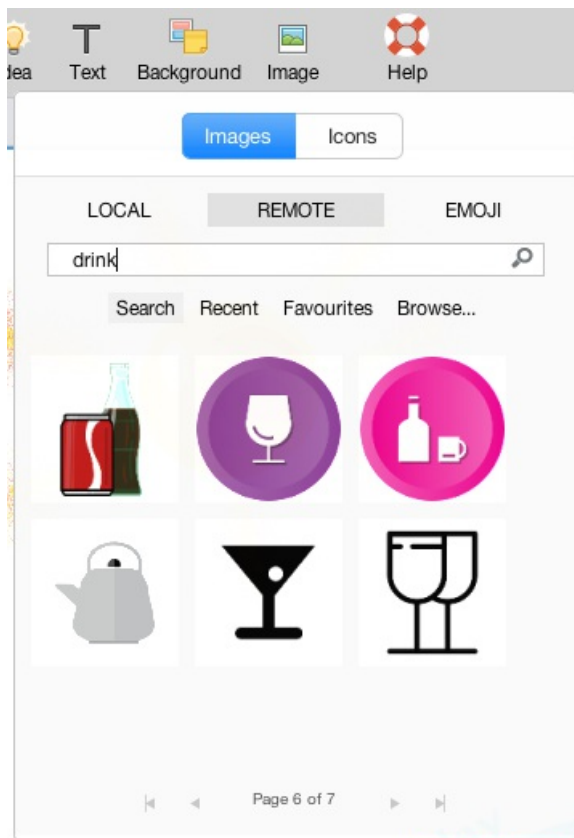 dea Text Background Image Help
Images Icons
LOCAL REMOTE EMOJI
drink
Search Recent Favourites Browse...
Page 6 of 7